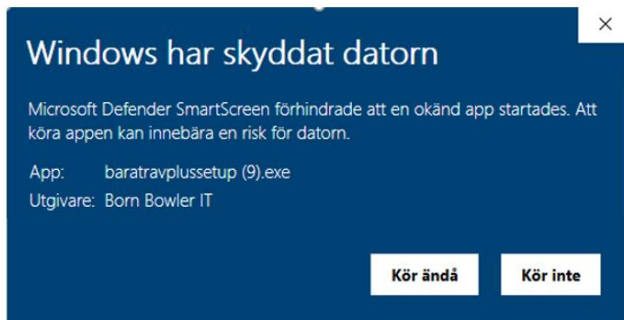 Windows har skyddat datorn
Microsoft Defender SmartScreen förhindrade att en okänd app startades. Att
köra appen kan innebära en risk för datorn.
App: baratravplussetup (9).exe
Utgivare: Born Bowler IT
Kör ändå Kör inte